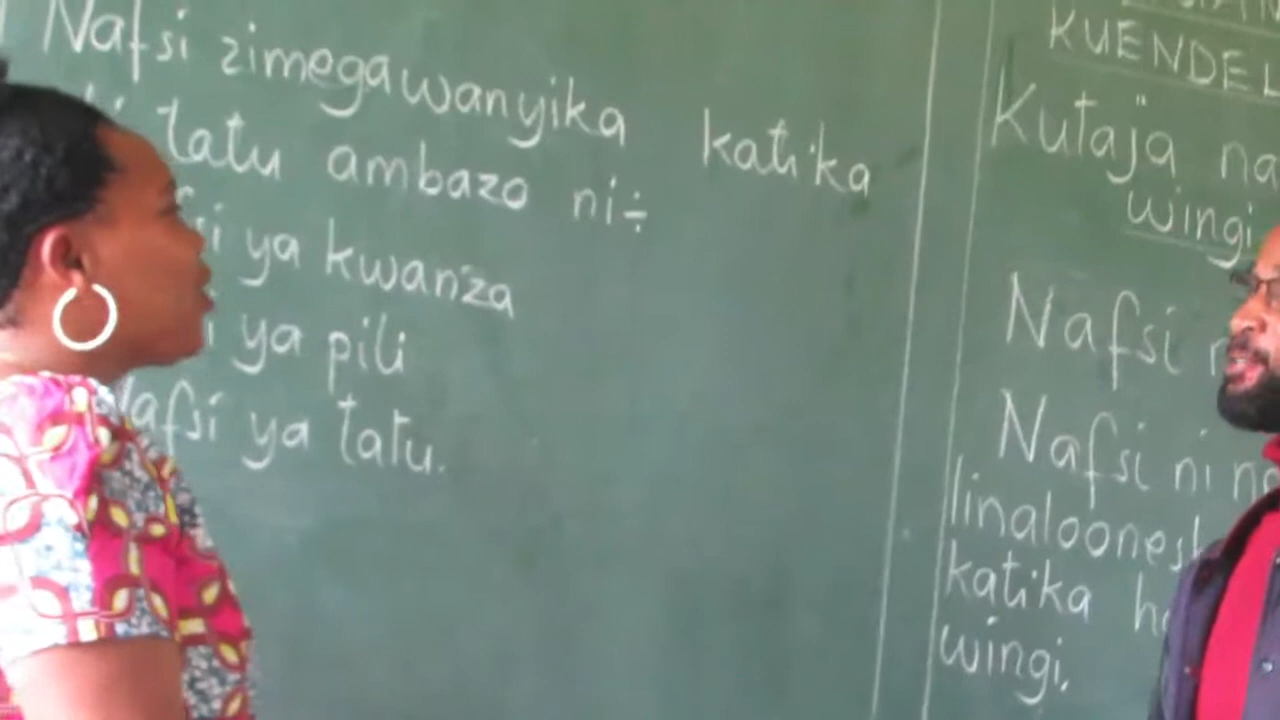 Nafsi zimegawanyika katika
tatu ambazo ni÷
ya kwanza
ya pili
Nafsi ya tatu.
KUENDEL
Kutaja na
wingi
Nafsi
Nafsi ni
linaloonesh
katika
wingi.